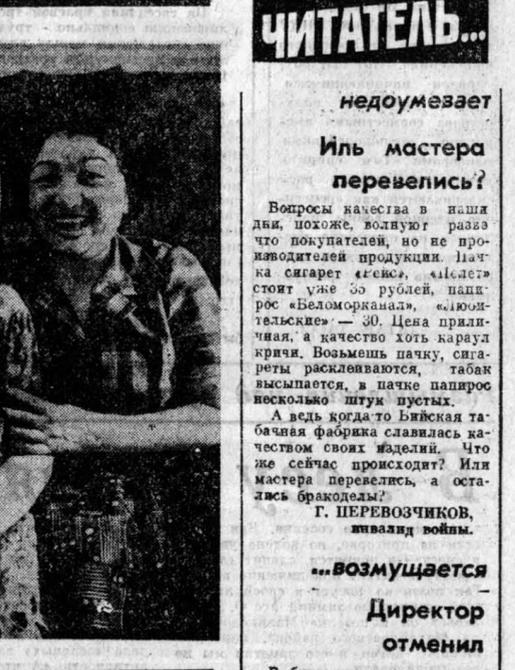 ЧИТАТЕЛЬ...
недоумевает
Иль мастера
перевелись?
Вопросы качества в наши
дни, похоже, волнуют разве
что покупателей, но не про-
изводителей продукции. Пач-
ка сигарет «Рейс», «Полет»
стоит уже 35 рублей, папи-
рос «Беломорканал», «Люби-
тельские» — 30. Цена прилич-
ная, а качество хоть караул
кричи. Возьмешь пачку, сига-
реты расклеиваются, табак
высыпается, в пачке папирос
несколько штук пустых.
А ведь когда-то Бийская та-
бачная фабрика славилась ка-
чеством своих изделий. Что
же сейчас происходит? Или
мастера перевелись, а оста-
лись бракоделы?
Г. ПЕРЕВОЗЧИКОВ,
инвалид войны.
...возмущается
Директор
отменил